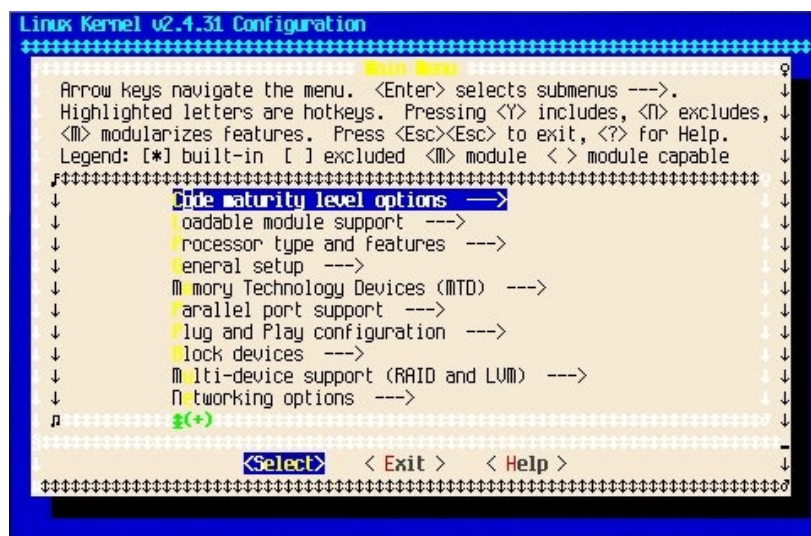 Linux Kernel v2.4.31 Configuration
Main Menu
Arrow keys navigate the menu. <Enter> selects submenus --->.
Highlighted letters are hotkeys. Pressing <Y> includes, <N> excludes,
<M> modularizes features. Press <Esc><Esc> to exit, <?> for Help.
Legend: [*] built-in [ ] excluded <M> module < > module capable
Code maturity level options --->
Loadable module support --->
Processor type and features --->
General setup --->
Memory Technology Devices (MTD) --->
Parallel port support --->
Plug and Play configuration --->
Block devices --->
Multi-device support (RAID and LVM) --->
Networking options --->
(+)
<Select> < Exit > < Help >